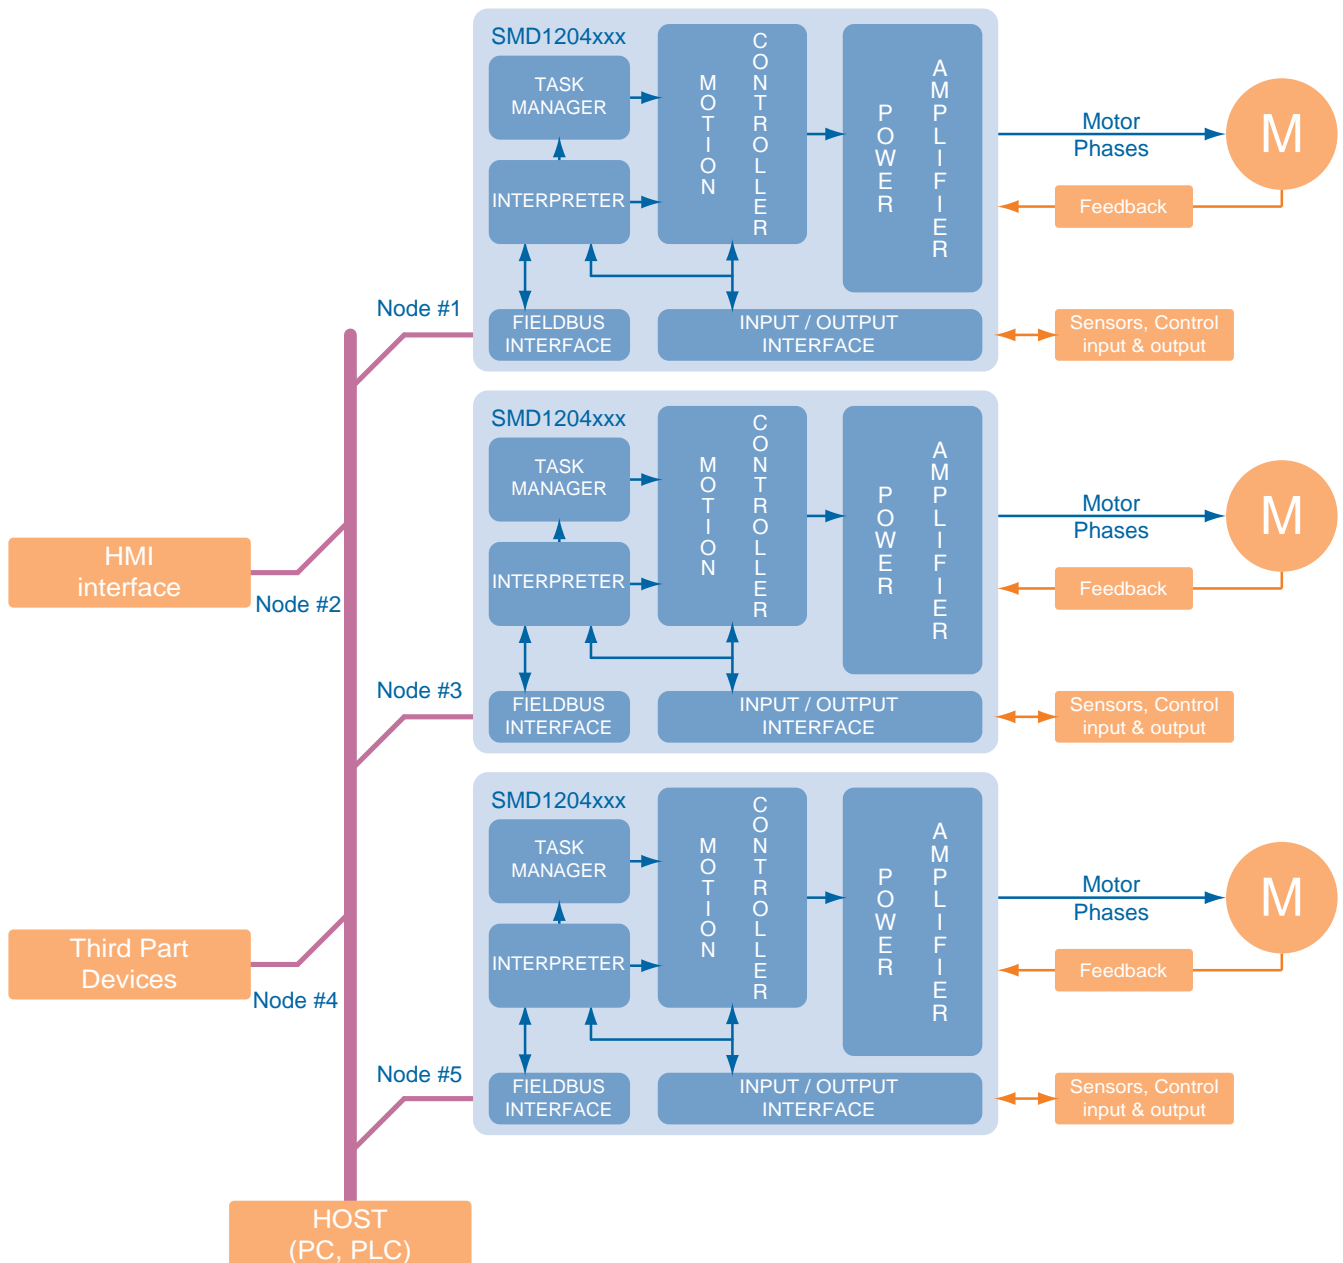 SMD1204xxx
TASK
MANAGER
INTERPRETER
MOTION
CONTROLLER
POWER
AMPLIFIER
Motor
Phases
M
Feedback
Node #1
FIELDBUS
INTERFACE
INPUT / OUTPUT
INTERFACE
Sensors, Control
input & output
SMD1204xxx
TASK
MANAGER
INTERPRETER
MOTION
CONTROLLER
POWER
AMPLIFIER
Motor
Phases
M
Feedback
HMI
interface
Node #2
Node #3
FIELDBUS
INTERFACE
INPUT / OUTPUT
INTERFACE
Sensors, Control
input & output
SMD1204xxx
TASK
MANAGER
INTERPRETER
MOTION
CONTROLLER
POWER
AMPLIFIER
Motor
Phases
M
Feedback
Third Part
Devices
Node #4
Node #5
FIELDBUS
INTERFACE
INPUT / OUTPUT
INTERFACE
Sensors, Control
input & output
HOST
(PC, PLC)